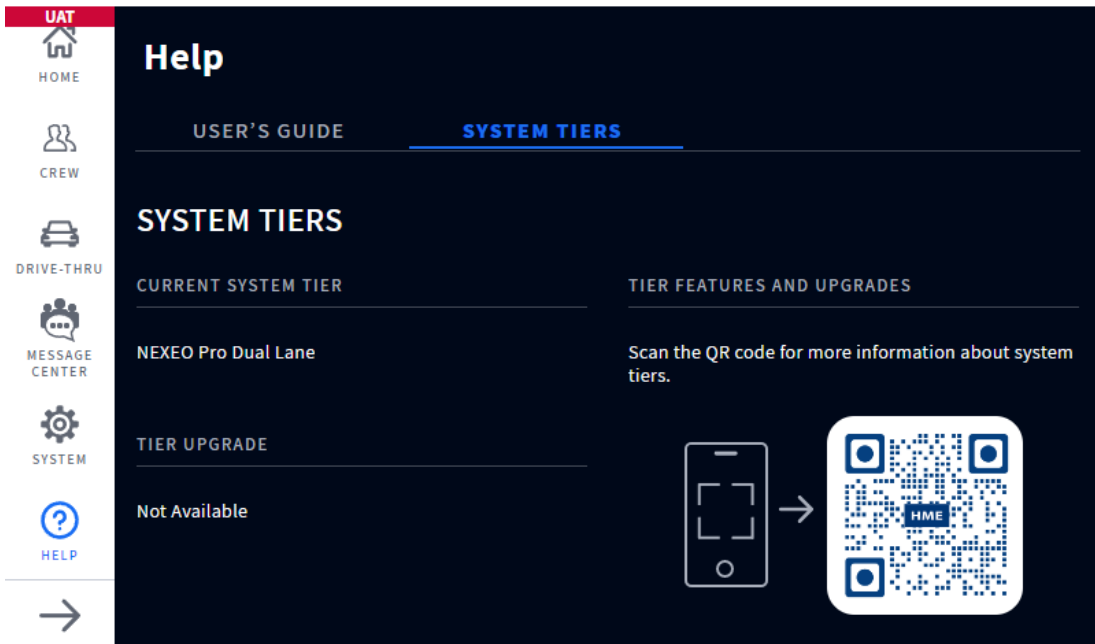 UAT
HOME
CREW
DRIVE-THRU
MESSAGE
CENTER
SYSTEM
HELP
Help
USER'S GUIDE
SYSTEM TIERS
SYSTEM TIERS
CURRENT SYSTEM TIER
NEXEO Pro Dual Lane
TIER UPGRADE
Not Available
TIER FEATURES AND UPGRADES
Scan the QR code for more information about system
tiers.
HME